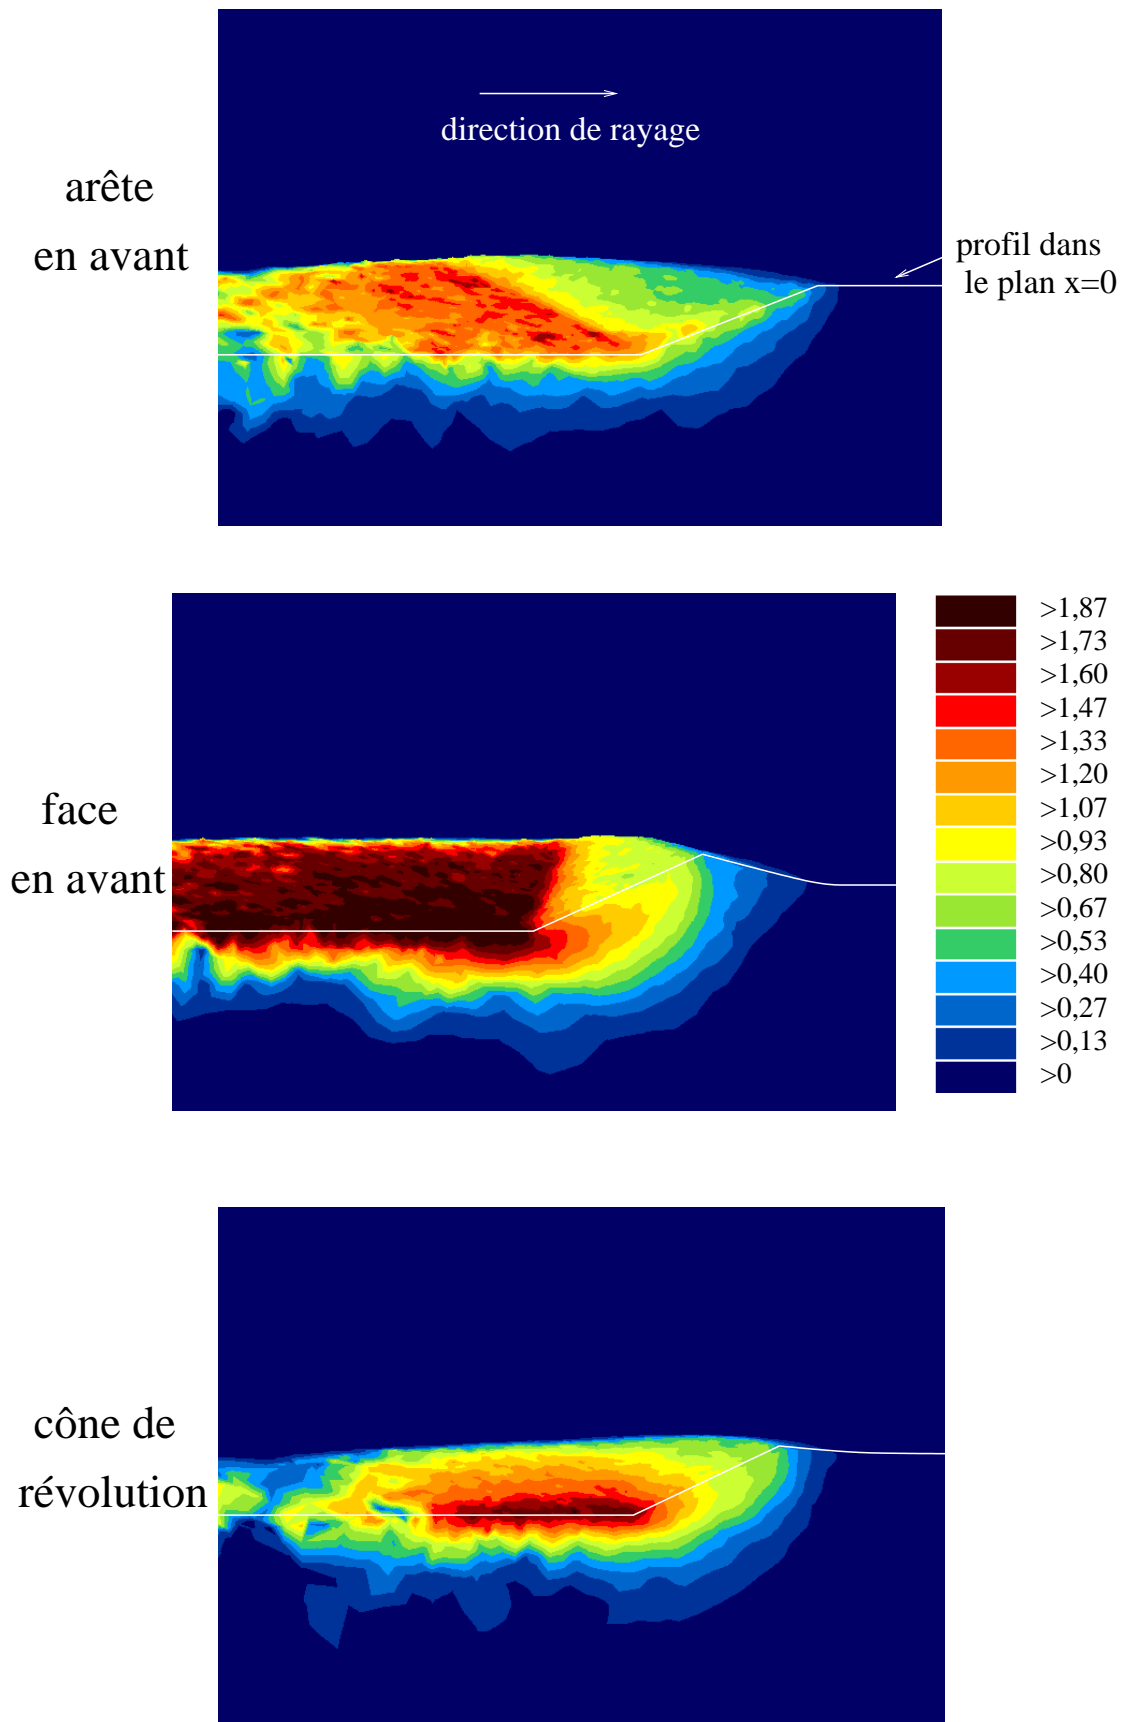 direction de rayage
arête
en avant
profil dans
le plan x=0
>1,87
>1,73
>1,60
>1,47
>1,33
>1,20
>1,07
>0,93
>0,80
>0,67
>0,53
>0,40
>0,27
>0,13
>0
face
en avant
cône de
révolution